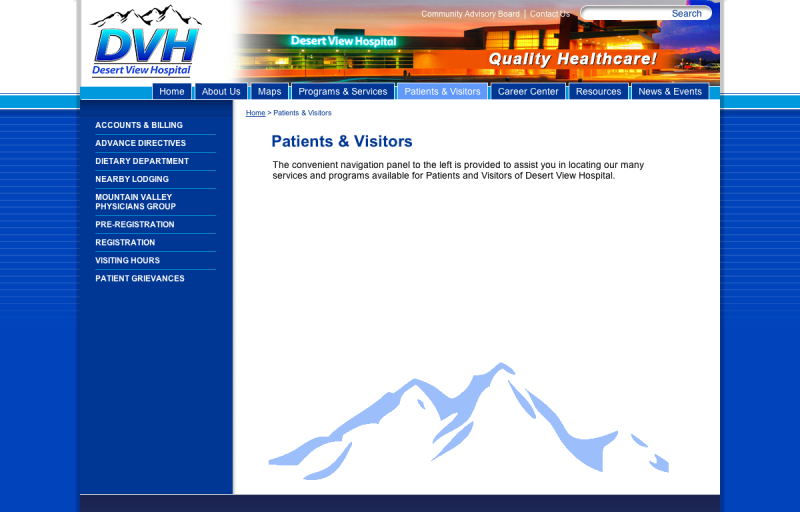 Community Advisory Board | Contact Us
Search
DVH
Desert View Hospital
Desert View Hospital
Quality Healthcare!
Home
About Us
Maps
Programs & Services
Patients & Visitors
Career Center
Resources
News & Events
Home > Patients & Visitors
ACCOUNTS & BILLING
ADVANCE DIRECTIVES
DIETARY DEPARTMENT
NEARBY LODGING
MOUNTAIN VALLEY
PHYSICIANS GROUP
PRE-REGISTRATION
REGISTRATION
VISITING HOURS
PATIENT GRIEVANCES
Patients & Visitors
The convenient navigation panel to the left is provided to assist you in locating our many
services and programs available for Patients and Visitors of Desert View Hospital.